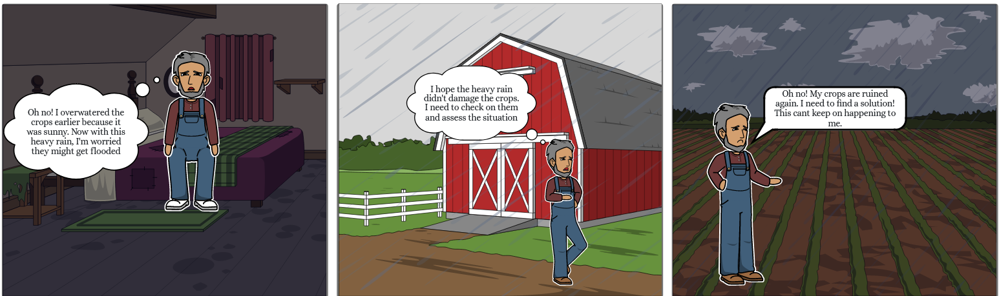 Oh no! I overwatered the
crops earlier because it
was sunny. Now with this
heavy rain, I'm worried
they might get flooded
I hope the heavy rain
didn't damage the crops.
I need to check on them
and assess the situation
Oh no! My crops are ruined
again. I need to find a solution!
This cant keep on happening to
me.